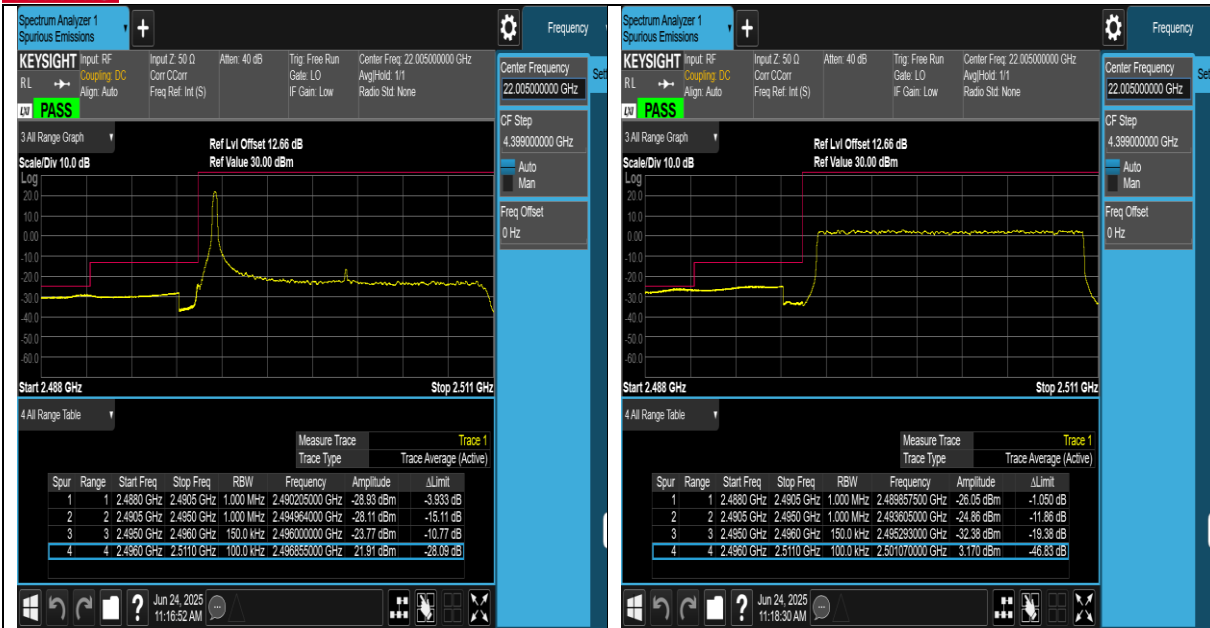 Spectrum Analyzer 1
Spurious Emissions
Frequency
KEYSIGHT Input: RF Input Z: 50 Ω Atten: 40 dB Trig: Free Run Center Freq: 22.005000000 GHz
Coupling: DC Corr CCorr Gate: LO Avg|Hold: 1/1
RL Align: Auto Freq Ref: Int (S) IF Gain: Low Radio Std: None
LXI PASS
Center Frequency
22.005000000 GHz
Set
CF Step
4.399000000 GHz
Auto
Man
Freq Offset
0 Hz
3 All Range Graph
Ref Lvl Offset 12.66 dB
Scale/Div 10.0 dB Ref Value 30.00 dBm
Log
20.0
10.0
0.00
-10.0
-20.0
-30.0
-40.0
-50.0
-60.0
Start 2.488 GHz Stop 2.511 GHz
4 All Range Table
Measure Trace Trace 1
Trace Type Trace Average (Active)
Spur Range Start Freq Stop Freq RBW Frequency Amplitude ΔLimit
1 1 2.4880 GHz 2.4905 GHz 1.000 MHz 2.490205000 GHz -28.93 dBm -3.933 dB
2 2 2.4905 GHz 2.4950 GHz 1.000 MHz 2.494964000 GHz -28.11 dBm -15.11 dB
3 3 2.4950 GHz 2.4960 GHz 150.0 kHz 2.496000000 GHz -23.77 dBm -10.77 dB
4 4 2.4960 GHz 2.5110 GHz 100.0 kHz 2.496855000 GHz 21.91 dBm -28.09 dB
?
Jun 24, 2025
11:16:52 AM
Spectrum Analyzer 1
Spurious Emissions
Frequency
KEYSIGHT Input: RF Input Z: 50 Ω Atten: 40 dB Trig: Free Run Center Freq: 22.005000000 GHz
Coupling: DC Corr CCorr Gate: LO Avg|Hold: 1/1
RL Align: Auto Freq Ref: Int (S) IF Gain: Low Radio Std: None
LXI PASS
Center Frequency
22.005000000 GHz
Set
CF Step
4.399000000 GHz
Auto
Man
Freq Offset
0 Hz
3 All Range Graph
Ref Lvl Offset 12.66 dB
Scale/Div 10.0 dB Ref Value 30.00 dBm
Log
20.0
10.0
0.00
-10.0
-20.0
-30.0
-40.0
-50.0
-60.0
Start 2.488 GHz Stop 2.511 GHz
4 All Range Table
Measure Trace Trace 1
Trace Type Trace Average (Active)
Spur Range Start Freq Stop Freq RBW Frequency Amplitude ΔLimit
1 1 2.4880 GHz 2.4905 GHz 1.000 MHz 2.489857500 GHz -26.05 dBm -1.050 dB
2 2 2.4905 GHz 2.4950 GHz 1.000 MHz 2.493605000 GHz -24.86 dBm -11.86 dB
3 3 2.4950 GHz 2.4960 GHz 150.0 kHz 2.495293000 GHz -32.38 dBm -19.38 dB
4 4 2.4960 GHz 2.5110 GHz 100.0 kHz 2.501070000 GHz 3.170 dBm -46.83 dB
?
Jun 24, 2025
11:18:30 AM